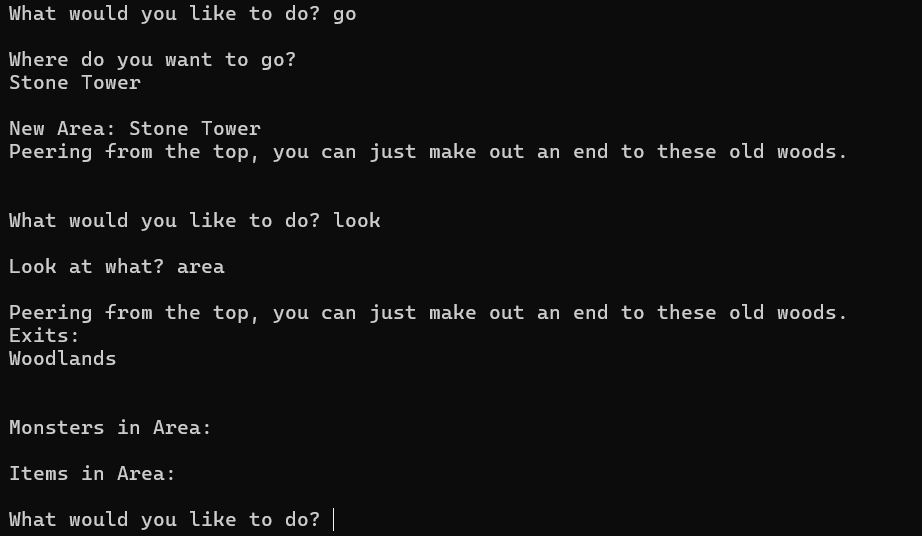 What would you like to do? go
Where do you want to go?
Stone Tower
New Area: Stone Tower
Peering from the top, you can just make out an end to these old woods.
What would you like to do? look
Look at what? area
Peering from the top, you can just make out an end to these old woods.
Exits:
Woodlands
Monsters in Area:
Items in Area:
What would you like to do?